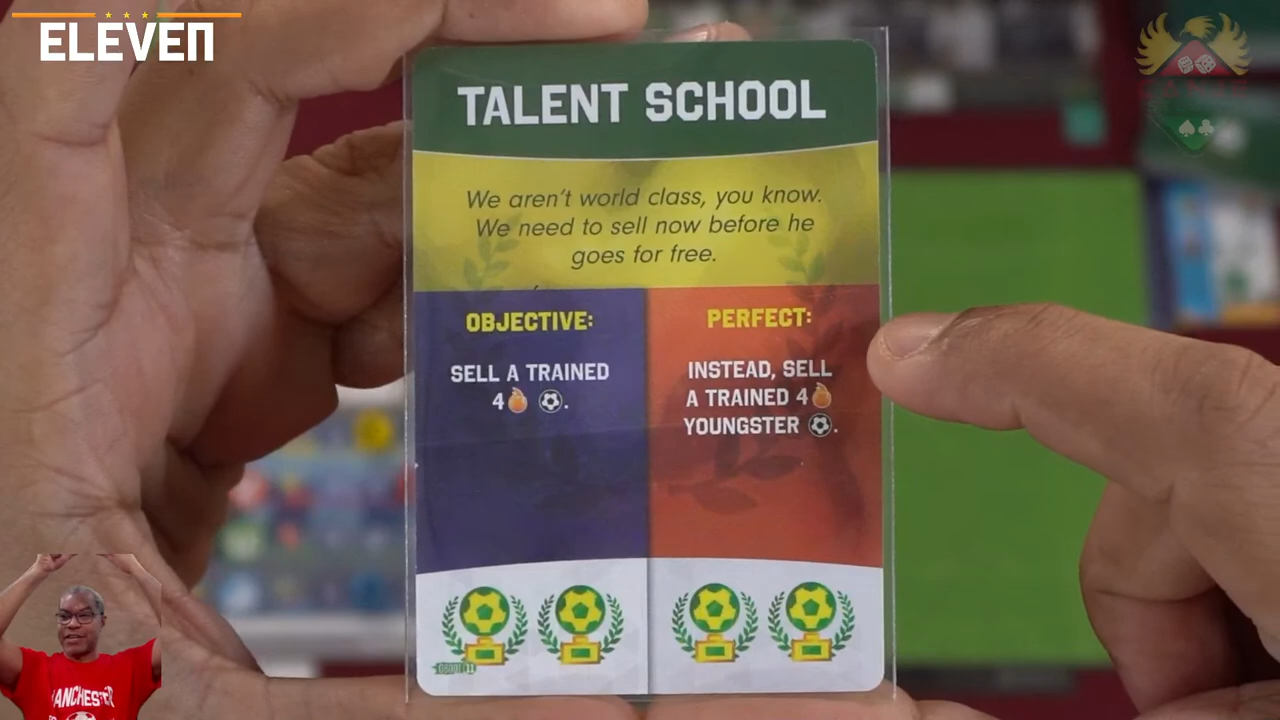 ELEVEN
TALENT SCHOOL
We aren't world class, you know.
We need to sell now before he
goes for free.
OBJECTIVE:
SELL A TRAINED
4 .
PERFECT:
INSTEAD, SELL
A TRAINED 4
YOUNGSTER .